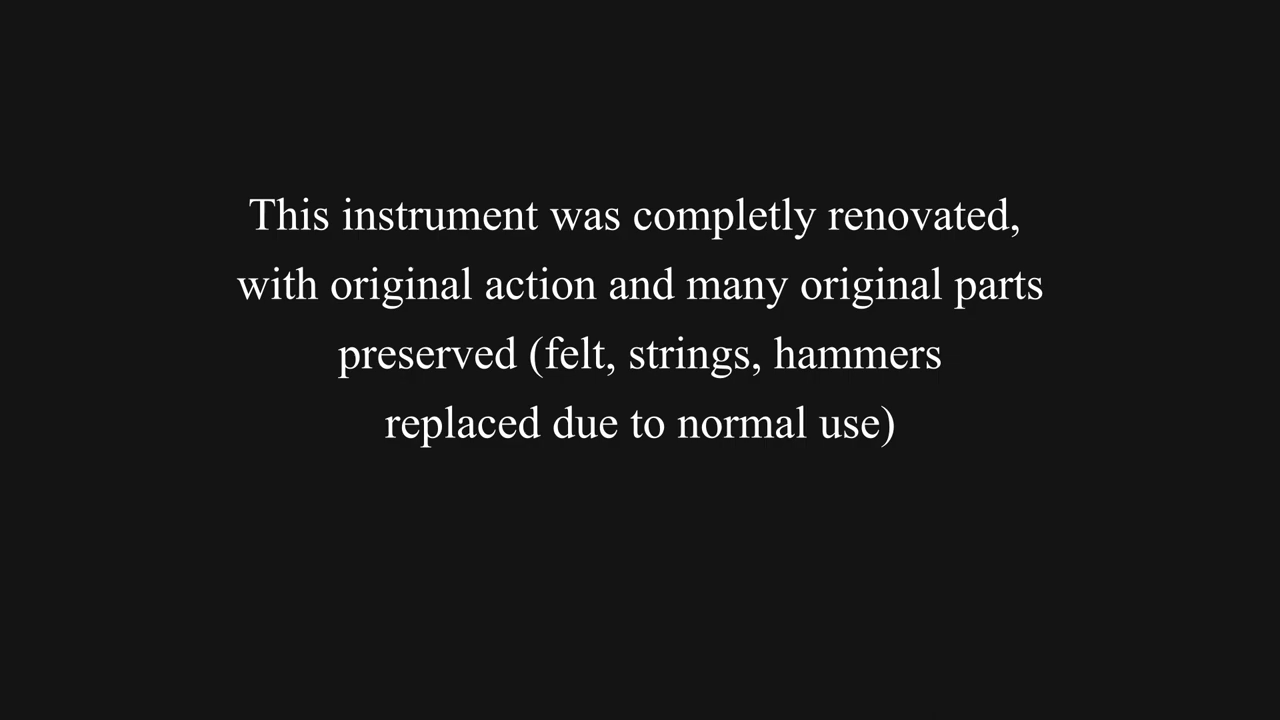 This instrument was completly renovated,
with original action and many original parts
preserved (felt, strings, hammers
replaced due to normal use)